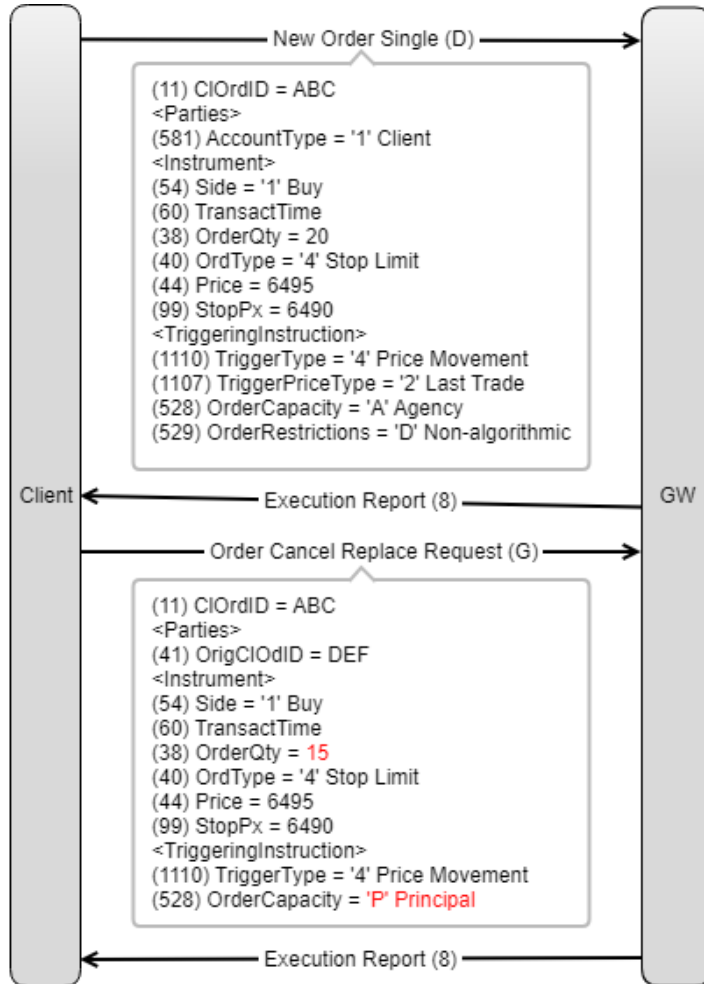 New Order Single (D)
(11) ClOrdID = ABC
<Parties>
(581) AccountType = '1' Client
<Instrument>
(54) Side = '1' Buy
(60) TransactTime
(38) OrderQty = 20
(40) OrdType = '4' Stop Limit
(44) Price = 6495
(99) StopPx = 6490
<TriggeringInstruction>
(1110) TriggerType = '4' Price Movement
(1107) TriggerPriceType = '2' Last Trade
(528) OrderCapacity = 'A' Agency
(529) OrderRestrictions = 'D' Non-algorithmic
Client
Execution Report (8)
GW
Order Cancel Replace Request (G)
(11) ClOrdID = ABC
<Parties>
(41) OrigClOdID = DEF
<Instrument>
(54) Side = '1' Buy
(60) TransactTime
(38) OrderQty = 15
(40) OrdType = '4' Stop Limit
(44) Price = 6495
(99) StopPx = 6490
<TriggeringInstruction>
(1110) TriggerType = '4' Price Movement
(528) OrderCapacity = 'P' Principal
Execution Report (8)